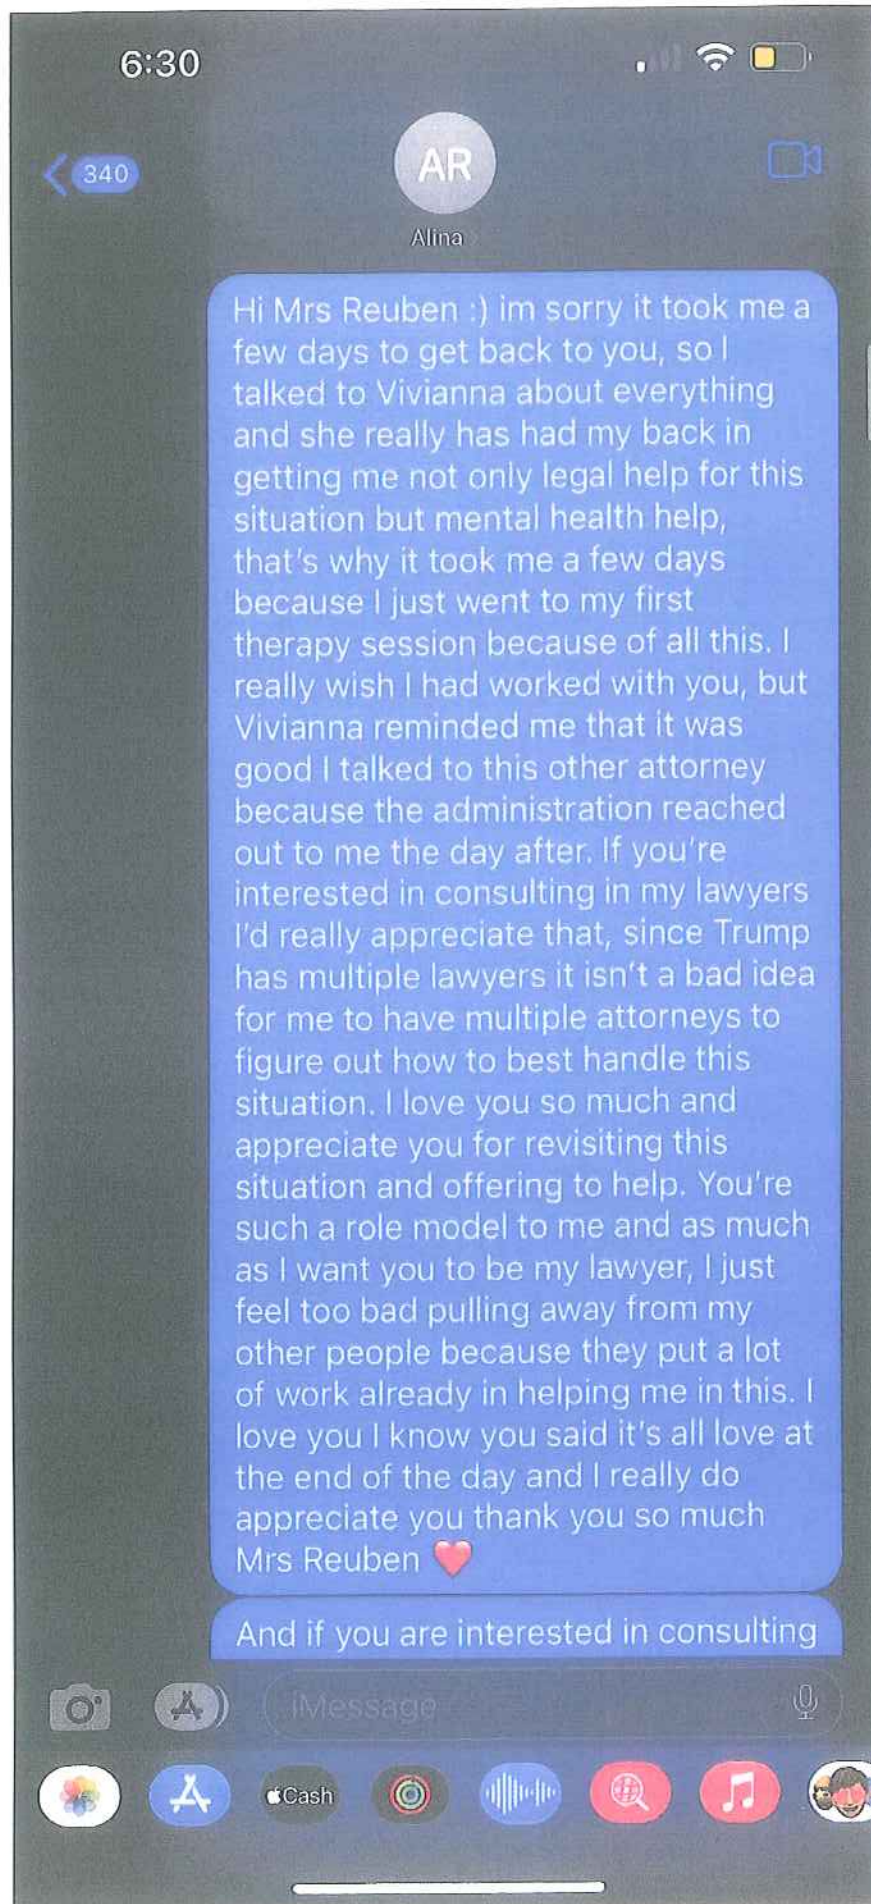 6:30
340
AR
Alina
Hi Mrs Reuben :) im sorry it took me a
few days to get back to you, so I
talked to Vivianna about everything
and she really has had my back in
getting me not only legal help for this
situation but mental health help,
that's why it took me a few days
because I just went to my first
therapy session because of all this. I
really wish I had worked with you, but
Vivianna reminded me that it was
good I talked to this other attorney
because the administration reached
out to me the day after. If you're
interested in consulting in my lawyers
I'd really appreciate that, since Trump
has multiple lawyers it isn't a bad idea
for me to have multiple attorneys to
figure out how to best handle this
situation. I love you so much and
appreciate you for revisiting this
situation and offering to help. You're
such a role model to me and as much
as I want you to be my lawyer, I just
feel too bad pulling away from my
other people because they put a lot
of work already in helping me in this. I
love you I know you said it's all love at
the end of the day and I really do
appreciate you thank you so much
Mrs Reuben ❤️
And if you are interested in consulting
iMessage
Cash